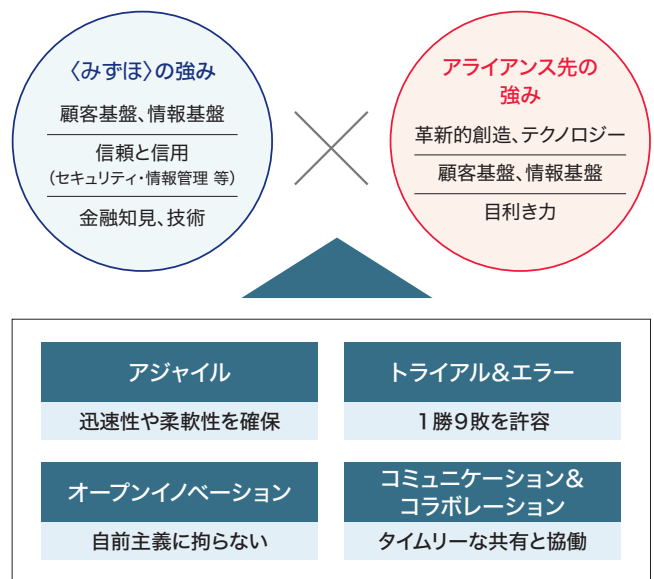 〈みずほ〉の強み
顧客基盤、情報基盤
信頼と信用
（セキュリティ・情報管理 等）
金融知見、技術
アライアンス先の
強み
革新的創造、テクノロジー
顧客基盤、情報基盤
目利き力
アジャイル
迅速性や柔軟性を確保
トライアル＆エラー
1勝9敗を許容
オープンイノベーション
自前主義に拘らない
コミュニケーション＆
コラボレーション
タイムリーな共有と協働